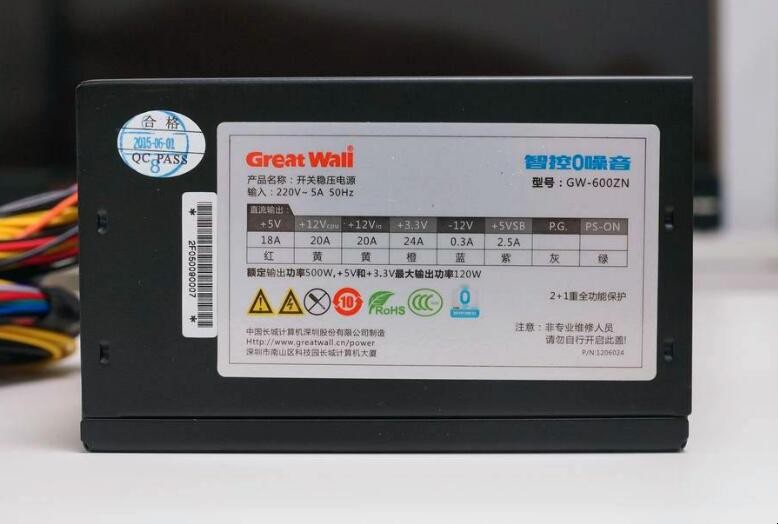 合格
2015-06-01
QC PASS
8
* 2F050090007 *
Great Wall®
智控0噪音
产品名称：开关稳压电源
型号：GW-600ZN
输入：220V~ 5A 50Hz
直流输出：
+5V +12Vcpu +12Vio +3.3V -12V +5VSB P.G. PS-ON
18A 20A 20A 24A 0.3A 2.5A
红 黄 黄 橙 蓝 紫 灰 绿
额定输出功率500W,+5V和+3.3V最大输出功率120W
10 RoHS CCC 0
2+1重全功能保护
中国长城计算机深圳股份有限公司制造
Http://www.greatwall.cn/power
深圳市南山区科技园长城计算机大厦
注意：非专业维修人员
请勿自行开启此盖!
P/N:1206024